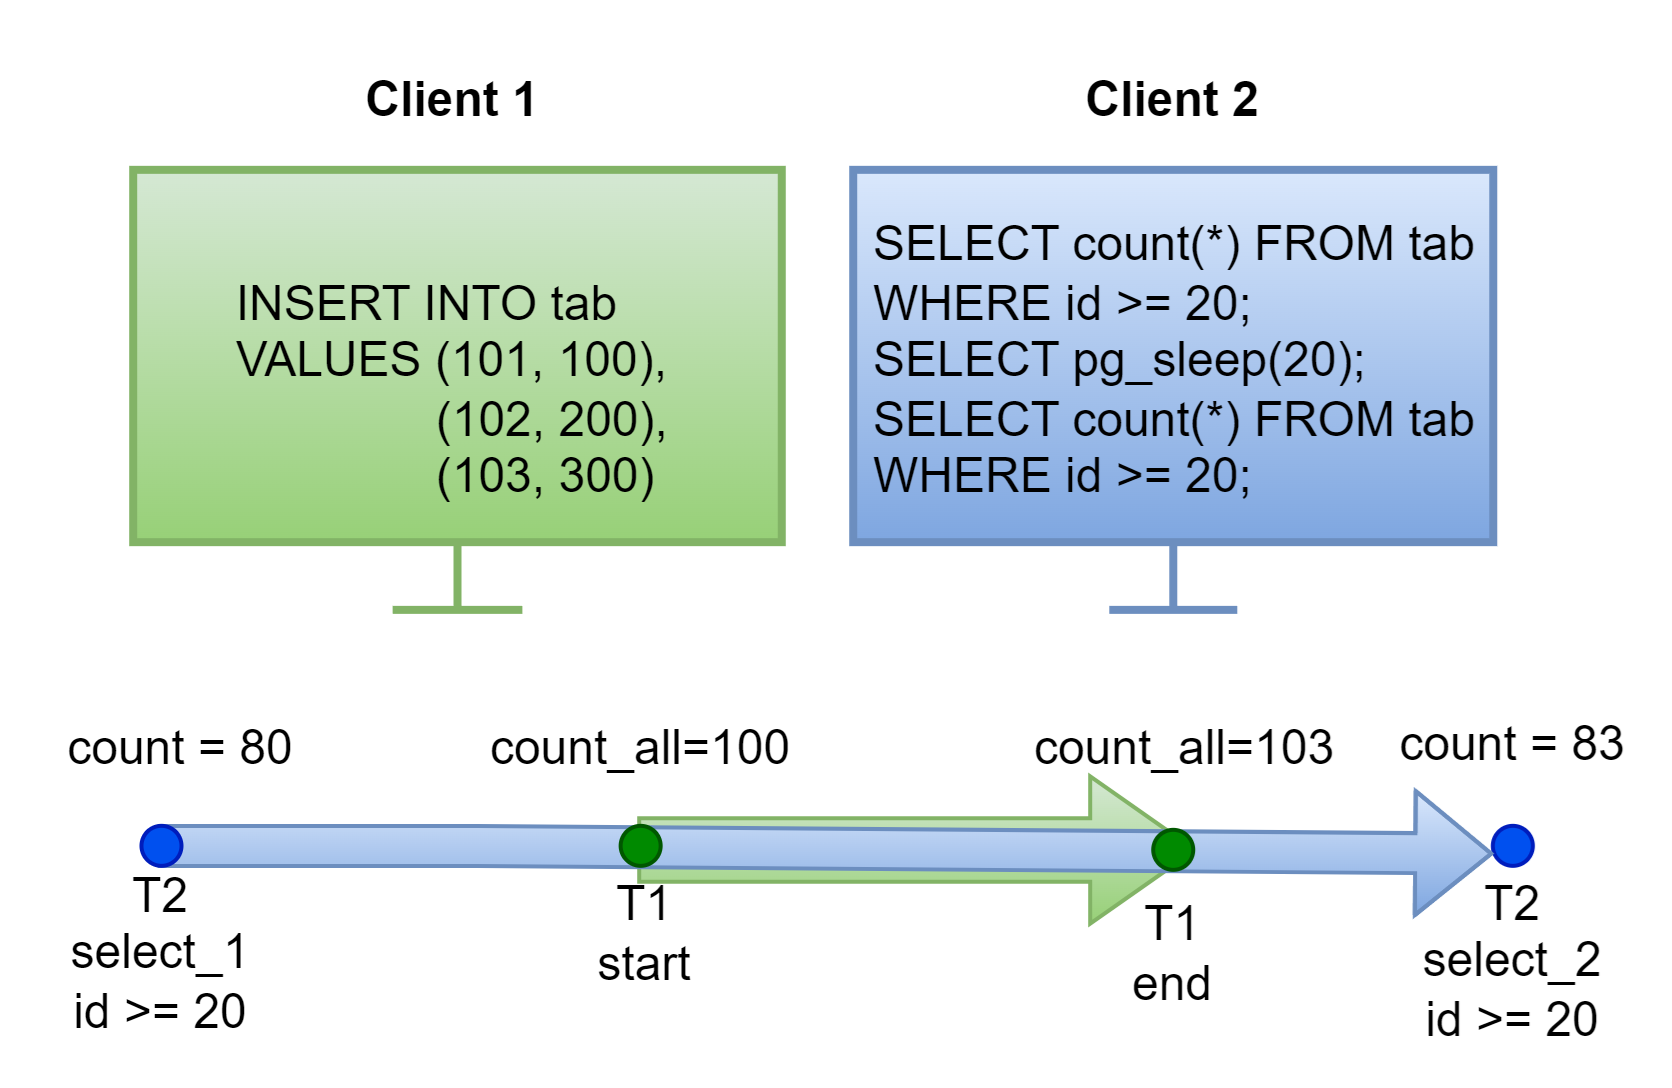 Client 1
INSERT INTO tab
VALUES (101, 100),
(102, 200),
(103, 300)
Client 2
SELECT count(*) FROM tab
WHERE id >= 20;
SELECT pg_sleep(20);
SELECT count(*) FROM tab
WHERE id >= 20;
count = 80
count_all=100
count_all=103
count = 83
T2
select_1
id >= 20
T1
start
T1
end
T2
select_2
id >= 20